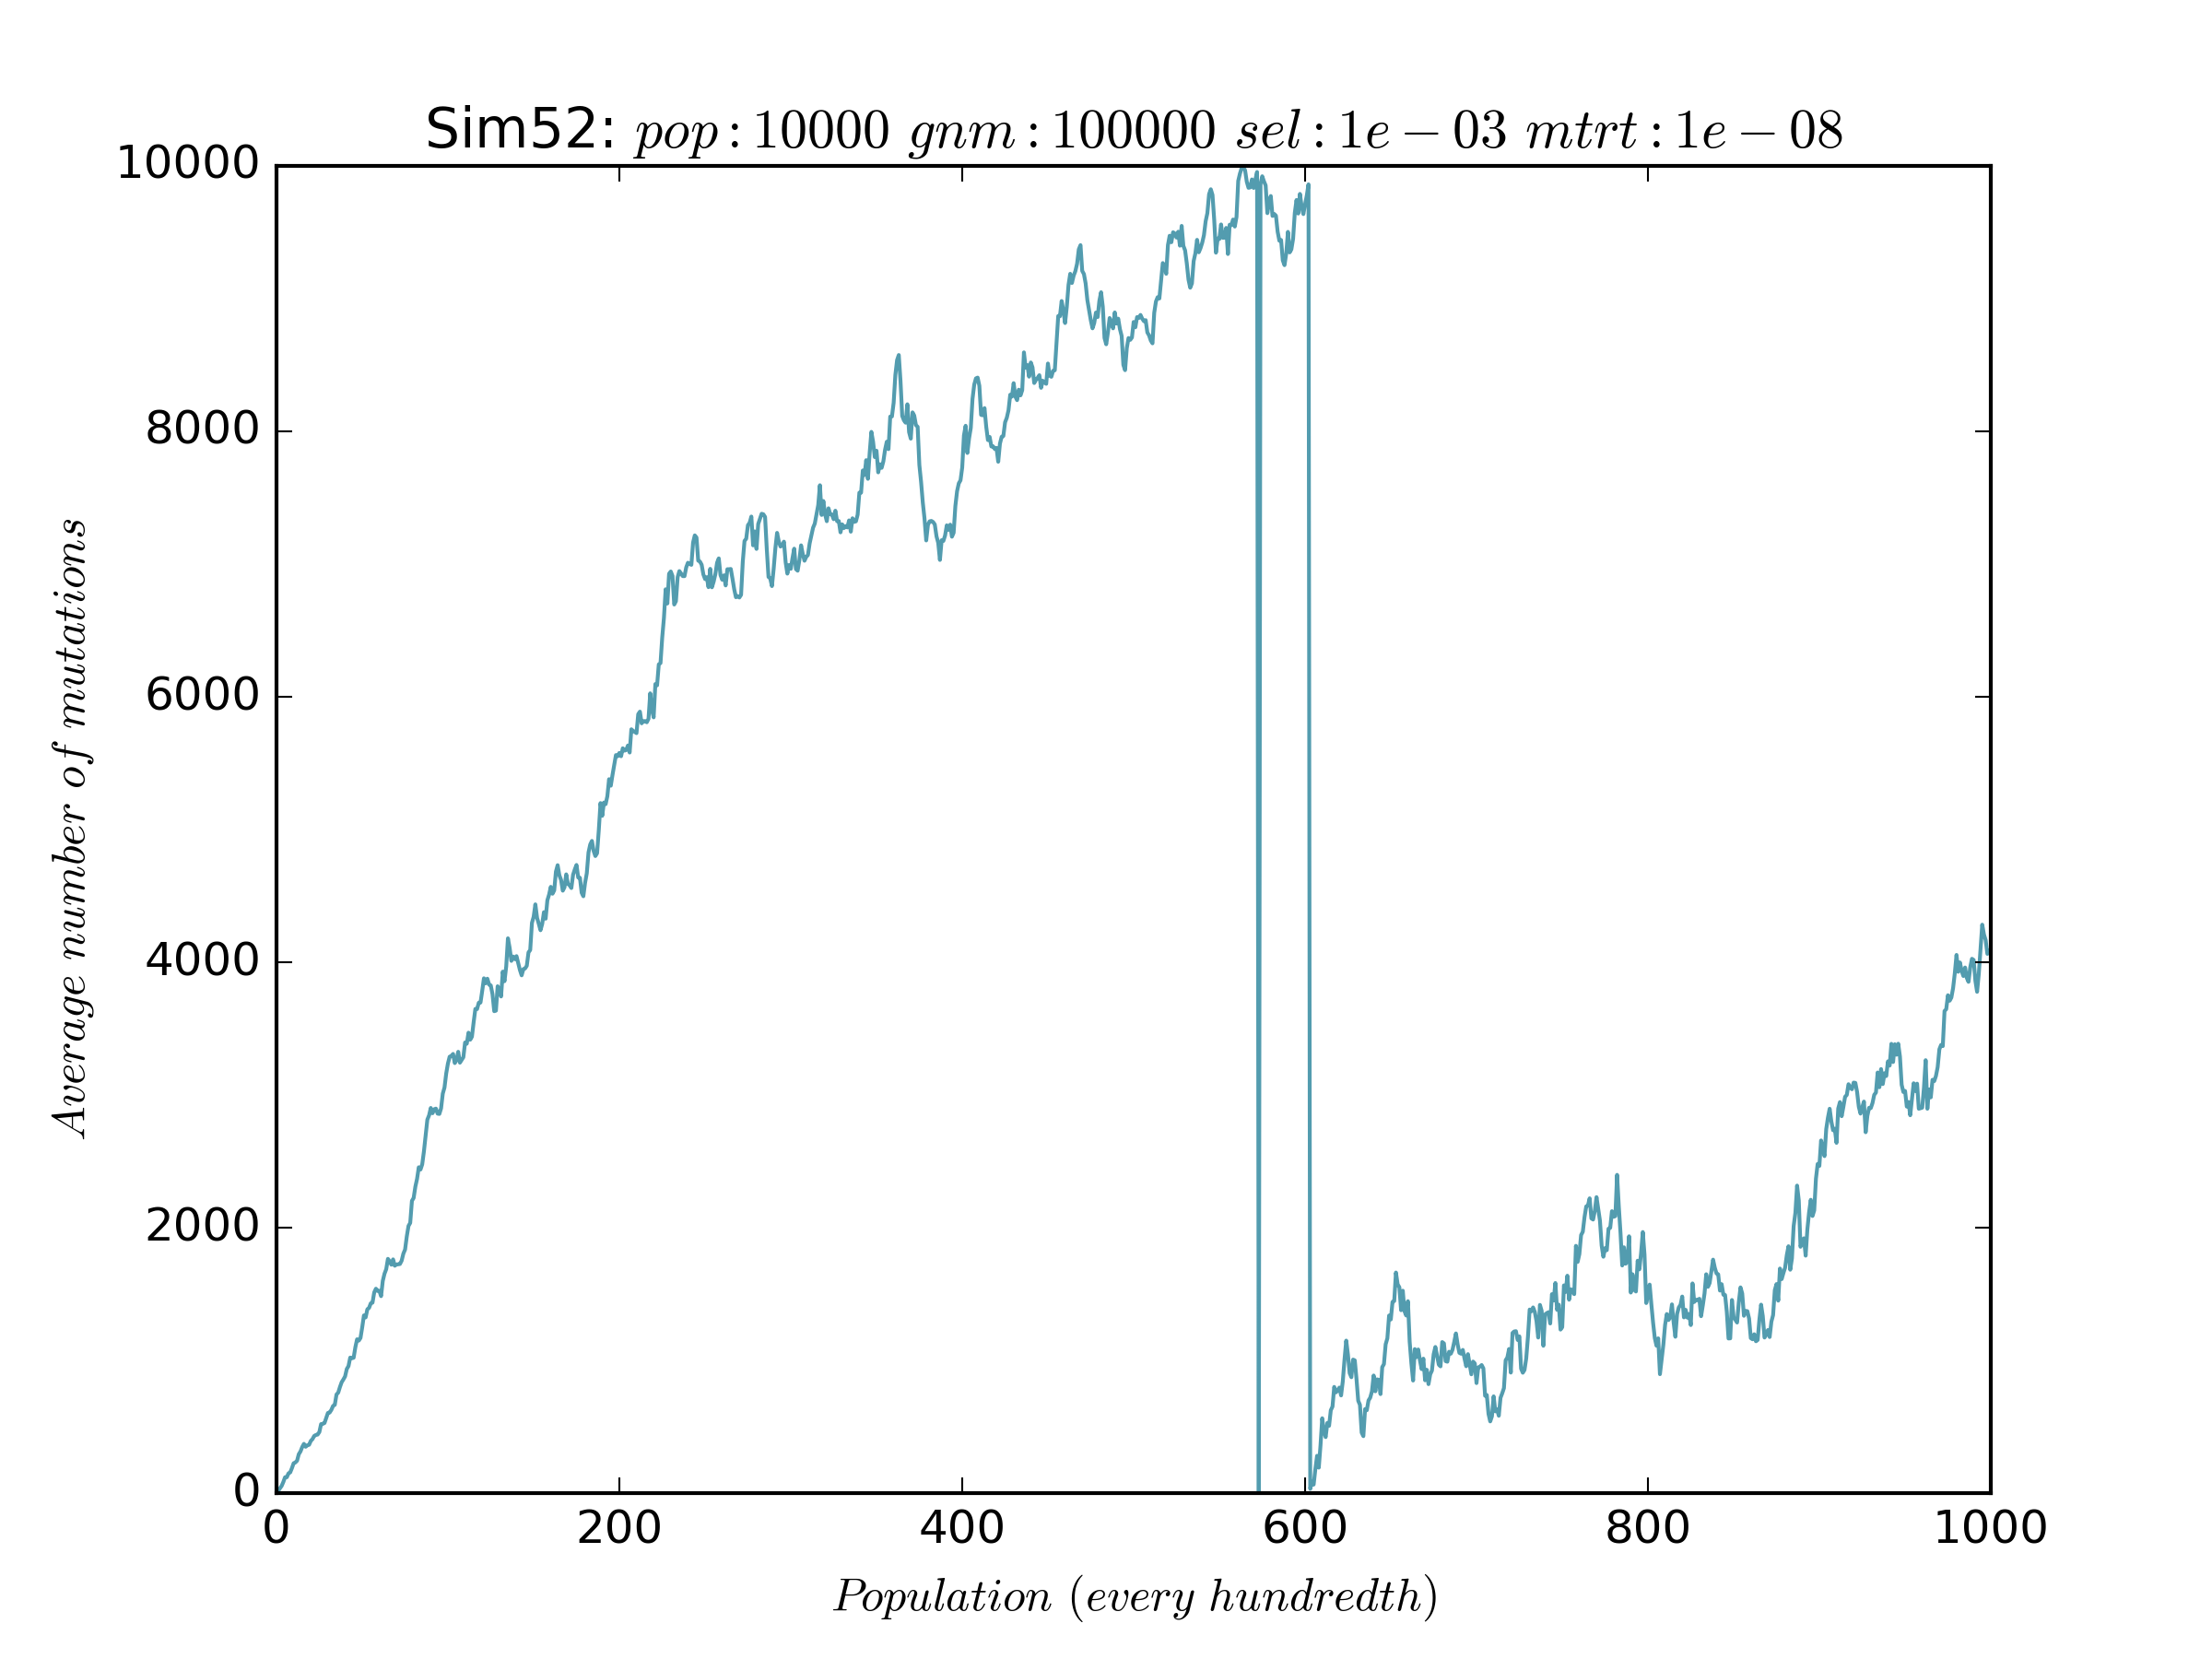 Sim52: pop : 10000 gnm : 100000 sel : 1e − 03 mtrt : 1e − 08
10000
8000
6000
4000
2000
0
Average number of mutations
0 200 400 600 800 1000
Population (every hundredth)